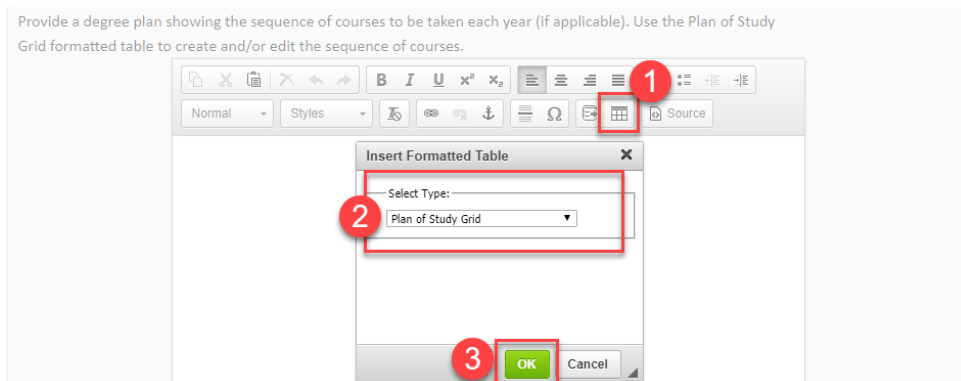 Provide a degree plan showing the sequence of courses to be taken each year (if applicable). Use the Plan of Study
Grid formatted table to create and/or edit the sequence of courses.
B I U x² x₂
1
Normal Styles Ω Source
Insert Formatted Table
Select Type:
2
Plan of Study Grid
3
OK Cancel